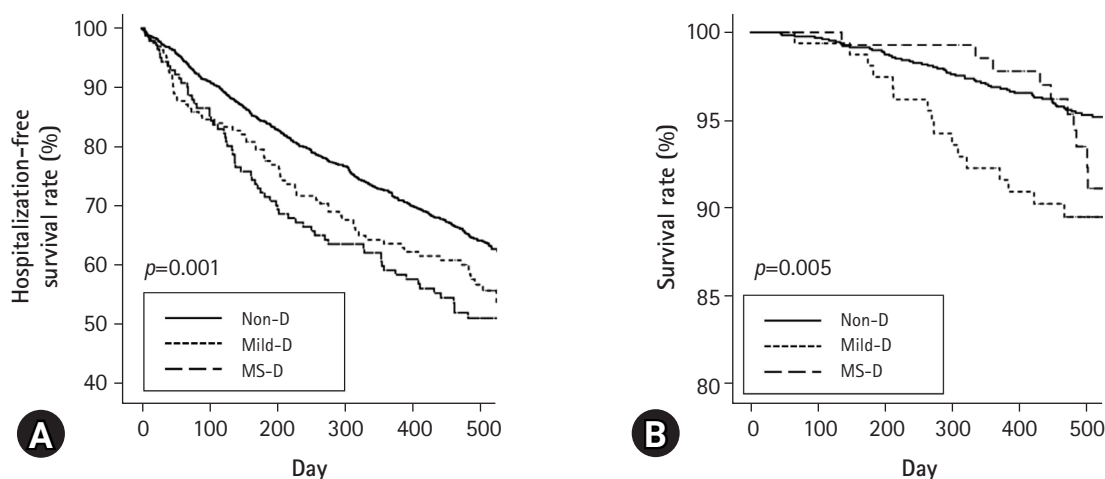 Hospitalization-free
survival rate (%)
100
90
80
70
60
50
40
p=0.001
Non-D
Mild-D
MS-D
0 100 200 300 400 500
Day
A
Survival rate (%)
100
95
90
85
80
p=0.005
Non-D
Mild-D
MS-D
0 100 200 300 400 500
Day
B